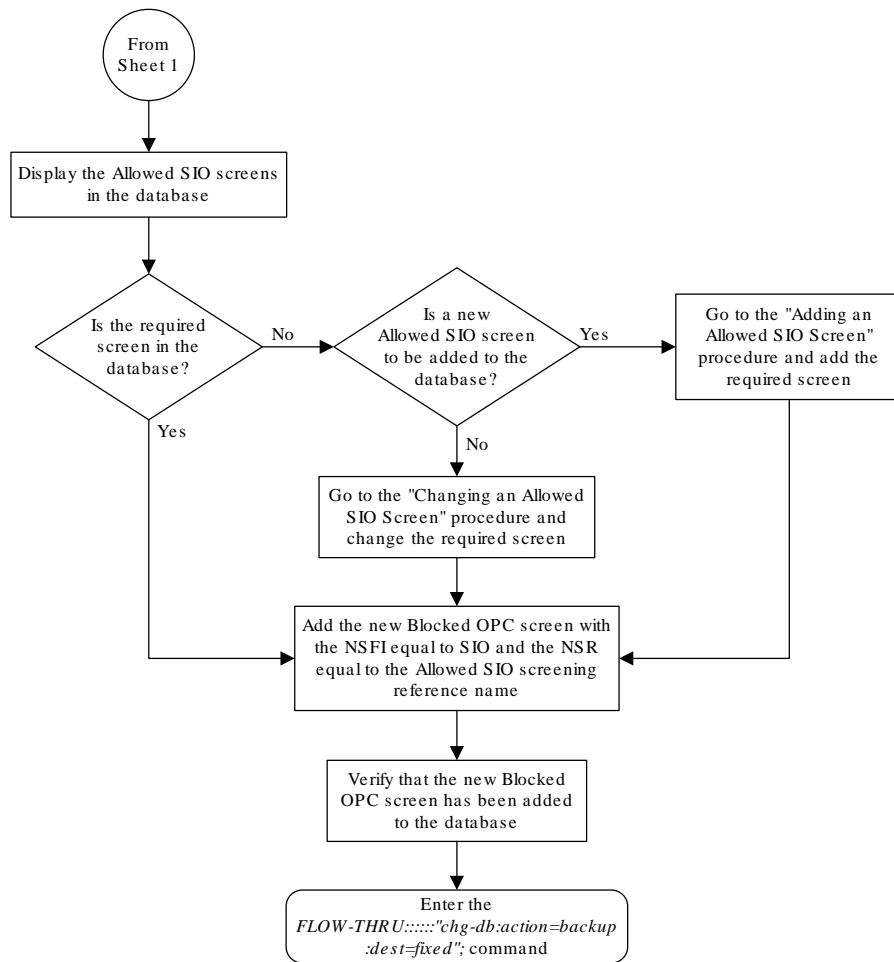 From
Sheet 1
Display the Allowed SIO screens
in the database
Is the required
screen in the
database?
No
Yes
Is a new
Allowed SIO screen
to be added to the
database?
Yes
No
Go to the "Adding an
Allowed SIO Screen"
procedure and add the
required screen
Go to the "Changing an Allowed
SIO Screen" procedure and
change the required screen
Add the new Blocked OPC screen with
the NSFI equal to SIO and the NSR
equal to the Allowed SIO screening
reference name
Verify that the new Blocked
OPC screen has been added
to the database
Enter the
FLOW-THRU::::::"chg-db:action=backup
:dest=fixed"; command